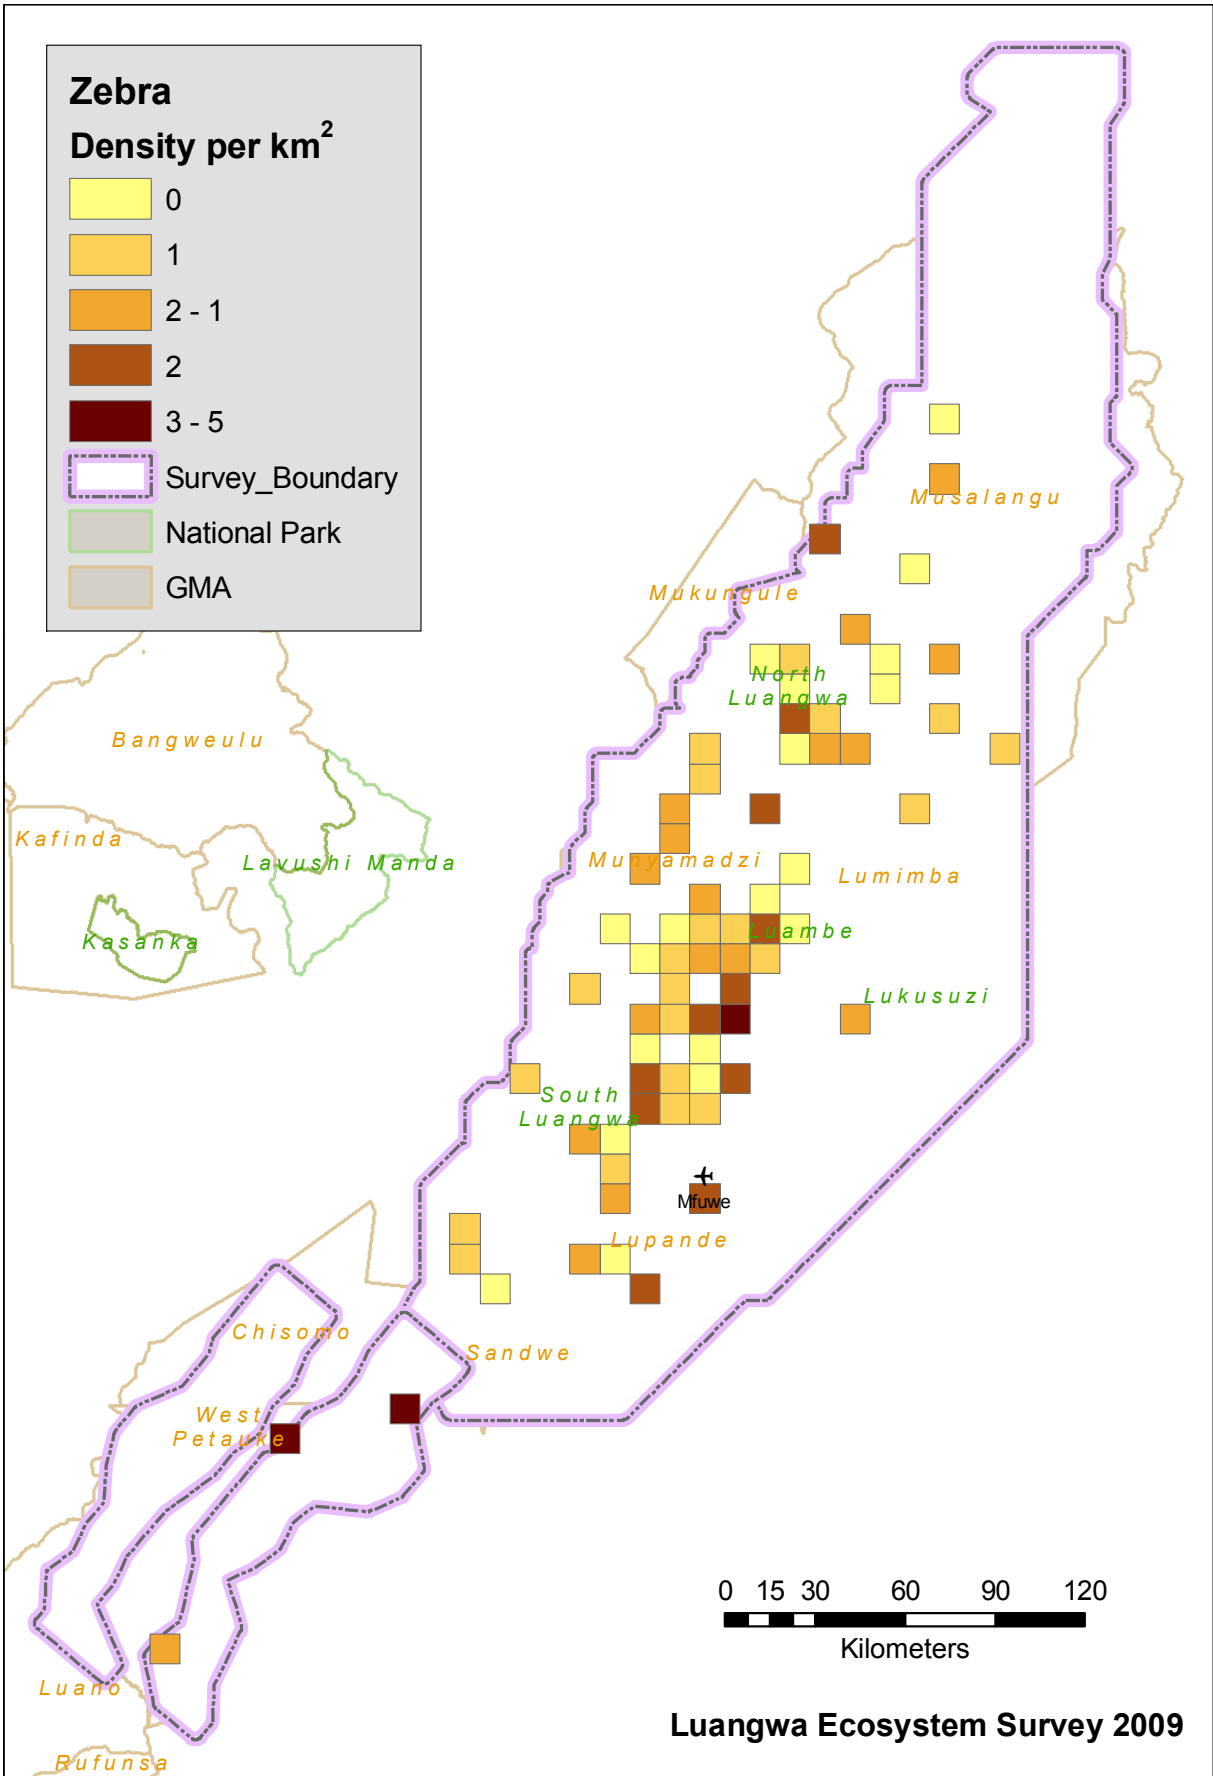 Zebra
Density per km2
0
1
2 - 1
2
3 - 5
Survey_Boundary
National Park
GMA
Musalangu
Mukungule
North
Luangwa
Bangweulu
Kafinda
Lavushi Manda
Munyamadzi
Lumimba
Kasanka
Luambe
Lukusuzi
South
Luangwa
Mfuwe
Lupande
Chisomo
Sandwe
West
Petauke
0 15 30 60 90 120
Kilometers
Luano
Luangwa Ecosystem Survey 2009
Rufunsa